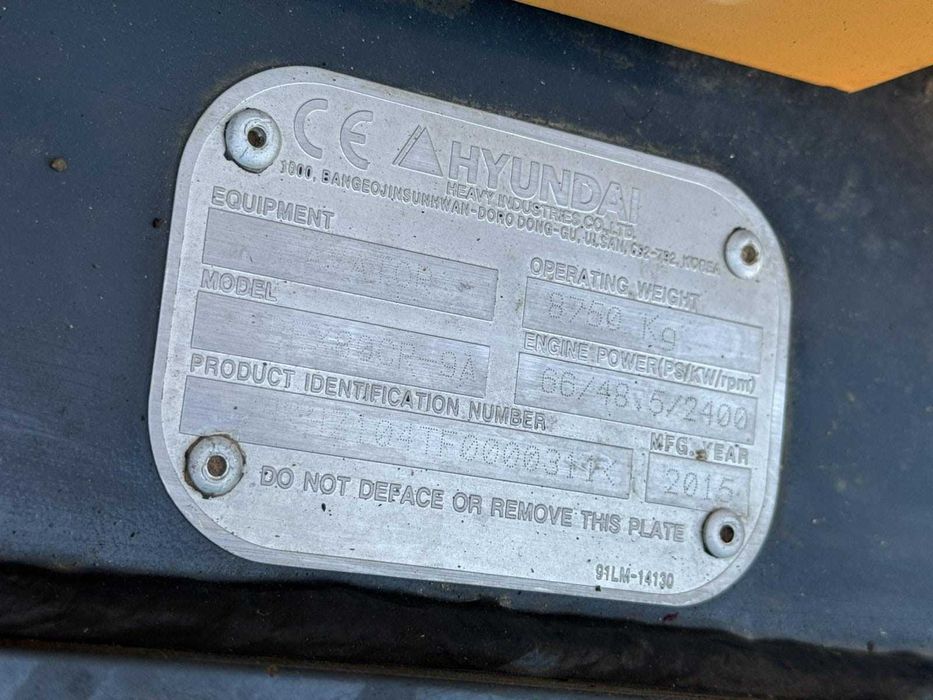 CE HYUNDAI
HEAVY INDUSTRIES CO., LTD.
1000, BANGEOJINSUNHWAN-DORO DONG-GU, ULSAN, 692-792, KOREA
EQUIPMENT
OPERATING WEIGHT
8750 Kg
MODEL
ENGINE POWER(PS/KW/rpm)
66/48.5/2400
PRODUCT IDENTIFICATION NUMBER
MFG. YEAR
2015
DO NOT DEFACE OR REMOVE THIS PLATE
91LM-14130